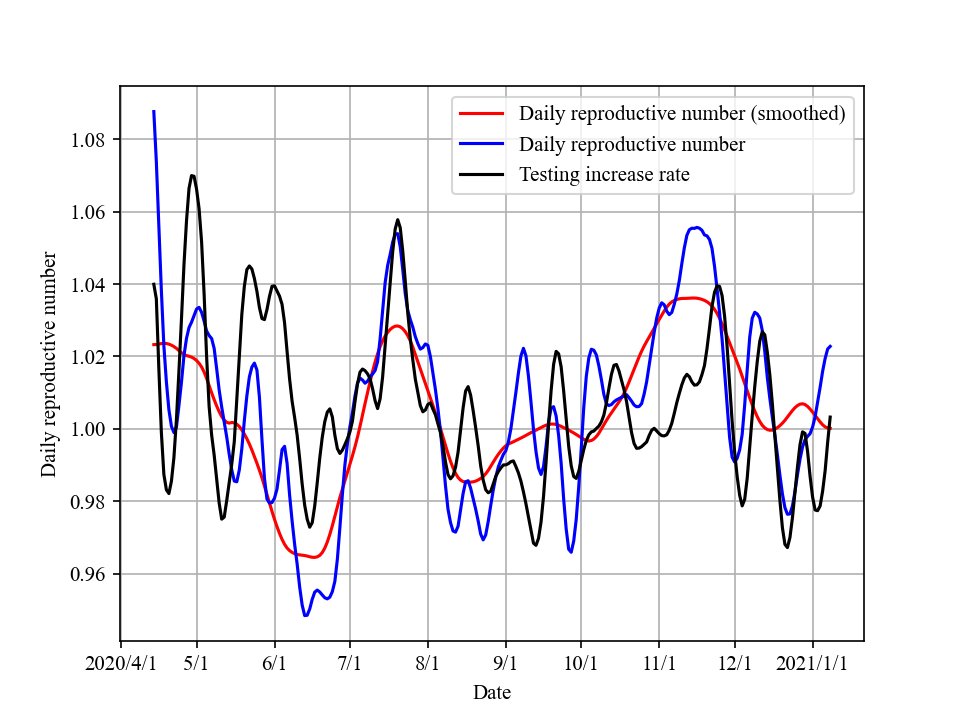 Daily reproductive number (smoothed)
Daily reproductive number
Testing increase rate
Daily reproductive number
1.08
1.06
1.04
1.02
1.00
0.98
0.96
2020/4/1 5/1 6/1 7/1 8/1 9/1 10/1 11/1 12/1 2021/1/1
Date